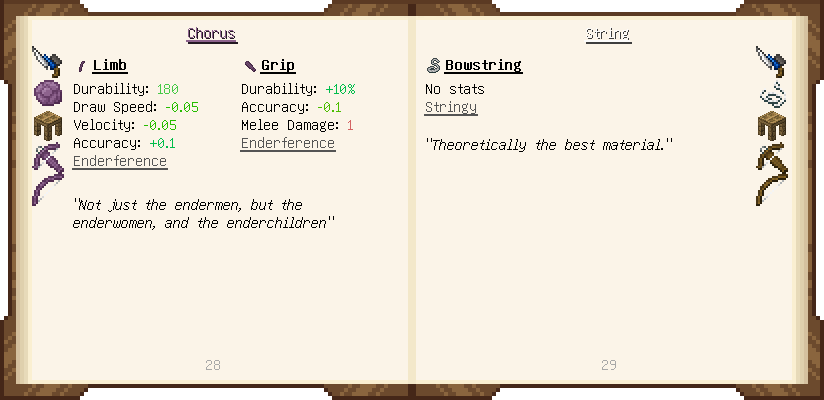 Chorus
Limb
Durability: 180
Draw Speed: -0.05
Velocity: -0.05
Accuracy: +0.1
Enderference
Grip
Durability: +10%
Accuracy: -0.1
Melee Damage: 1
Enderference
"Not just the endermen, but the
enderwomen, and the enderchildren"
28
String
Bowstring
No stats
Stringy
"Theoretically the best material."
29